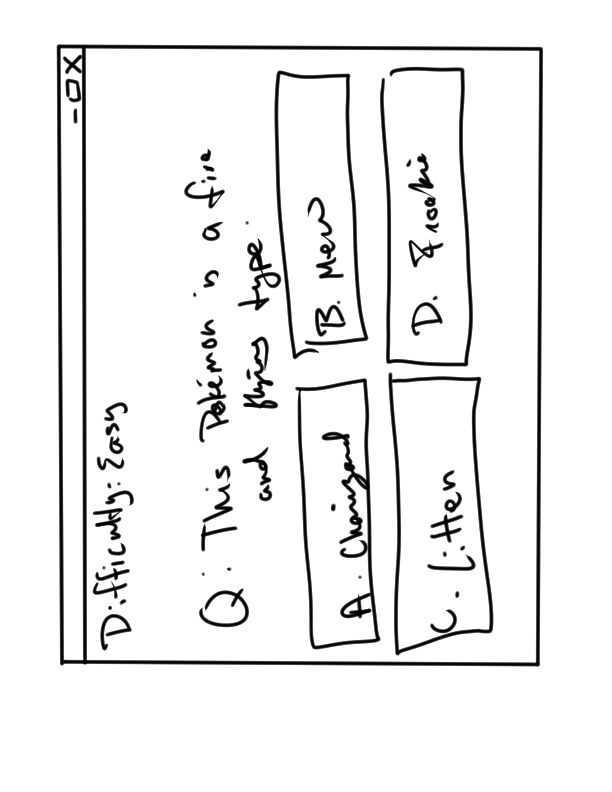 Difficulty: Easy
Q: This Pokémon is a fire
and flying type.
A. Charizard
B. Mew
C. Litten
D. Froakie